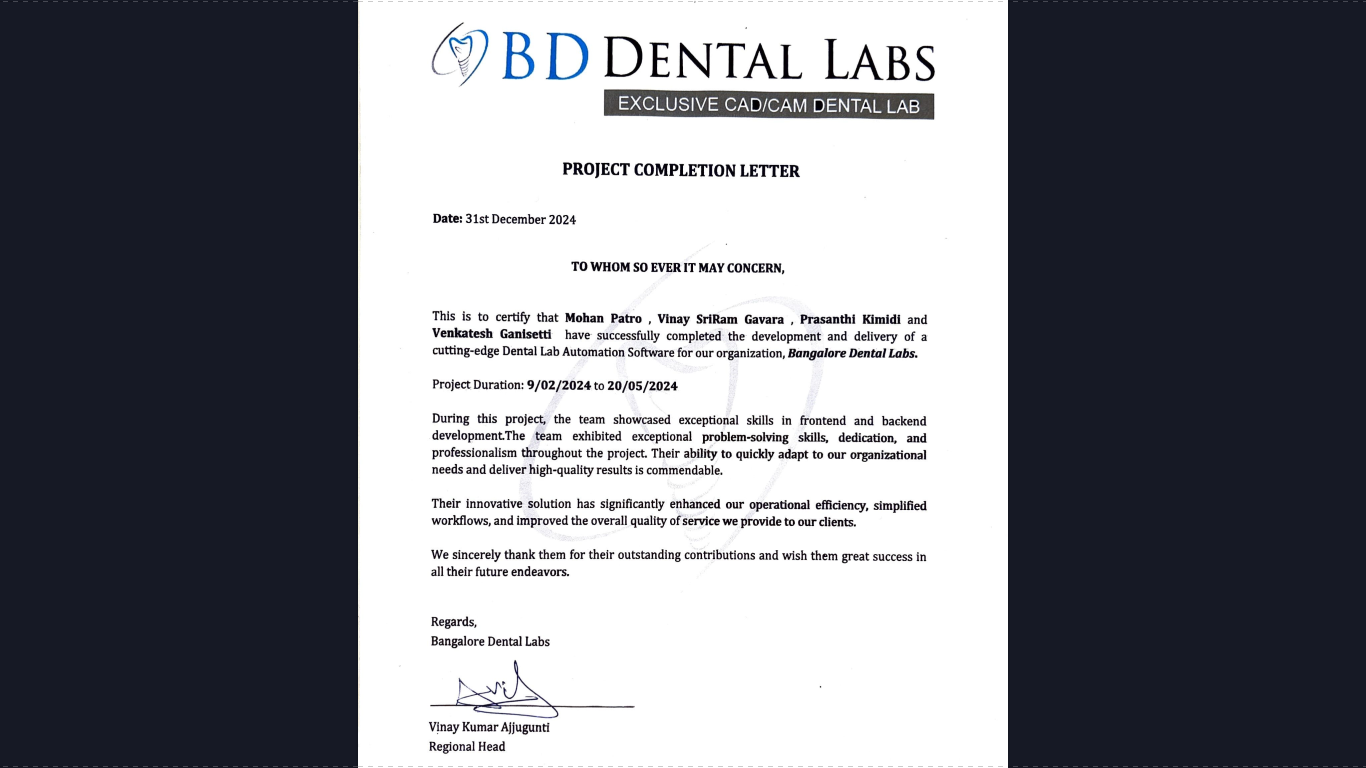 BD DENTAL LABS
EXCLUSIVE CAD/CAM DENTAL LAB
PROJECT COMPLETION LETTER
Date: 31st December 2024
TO WHOM SO EVER IT MAY CONCERN,
This is to certify that Mohan Patro , Vinay SriRam Gavara , Prasanthi Kimidi and
Venkatesh Ganisetti have successfully completed the development and delivery of a
cutting-edge Dental Lab Automation Software for our organization, Bangalore Dental Labs.
Project Duration: 9/02/2024 to 20/05/2024
During this project, the team showcased exceptional skills in frontend and backend
development.The team exhibited exceptional problem-solving skills, dedication, and
professionalism throughout the project. Their ability to quickly adapt to our organizational
needs and deliver high-quality results is commendable.
Their innovative solution has significantly enhanced our operational efficiency, simplified
workflows, and improved the overall quality of service we provide to our clients.
We sincerely thank them for their outstanding contributions and wish them great success in
all their future endeavors.
Regards,
Bangalore Dental Labs
Vinay Kumar Ajjugunti
Regional Head